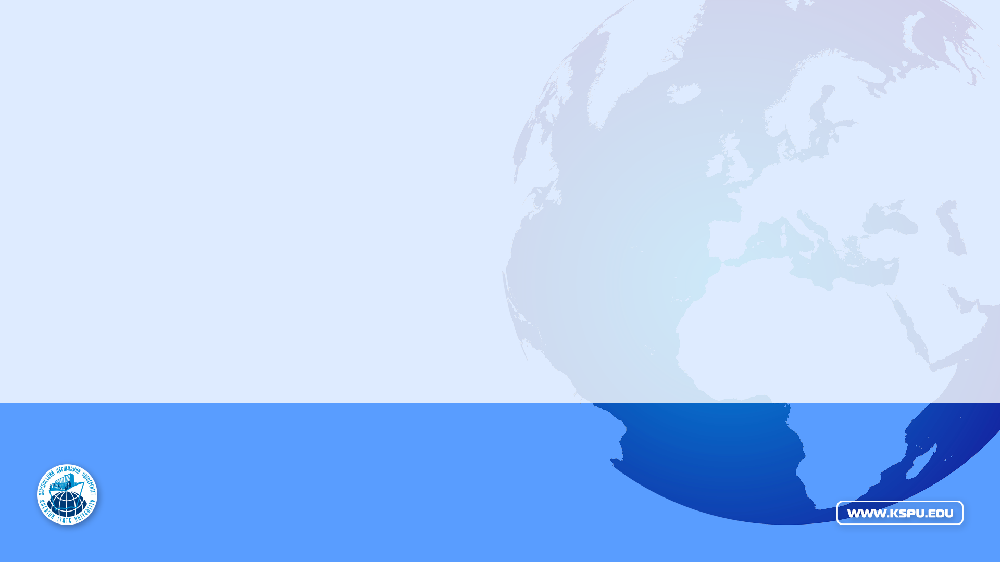 ХЕРСОНСЬКИЙ ДЕРЖАВНИЙ УНІВЕРСИТЕТ
KHERSON STATE UNIVERSITY
WWW.KSPU.EDU